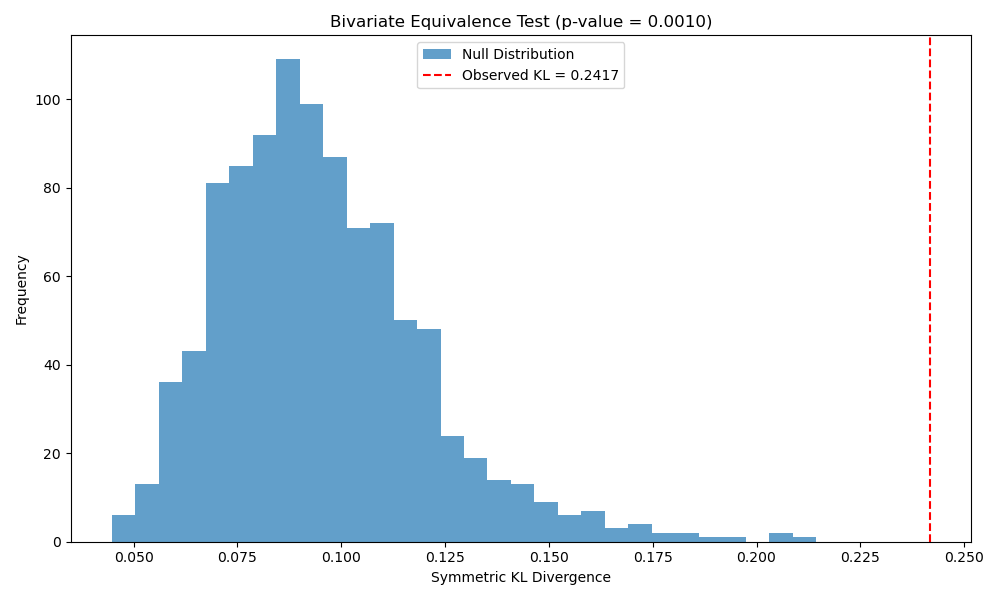 Bivariate Equivalence Test (p-value = 0.0010)
Null Distribution
Observed KL = 0.2417
Frequency
100
80
60
40
20
0
0.050 0.075 0.100 0.125 0.150 0.175 0.200 0.225 0.250
Symmetric KL Divergence